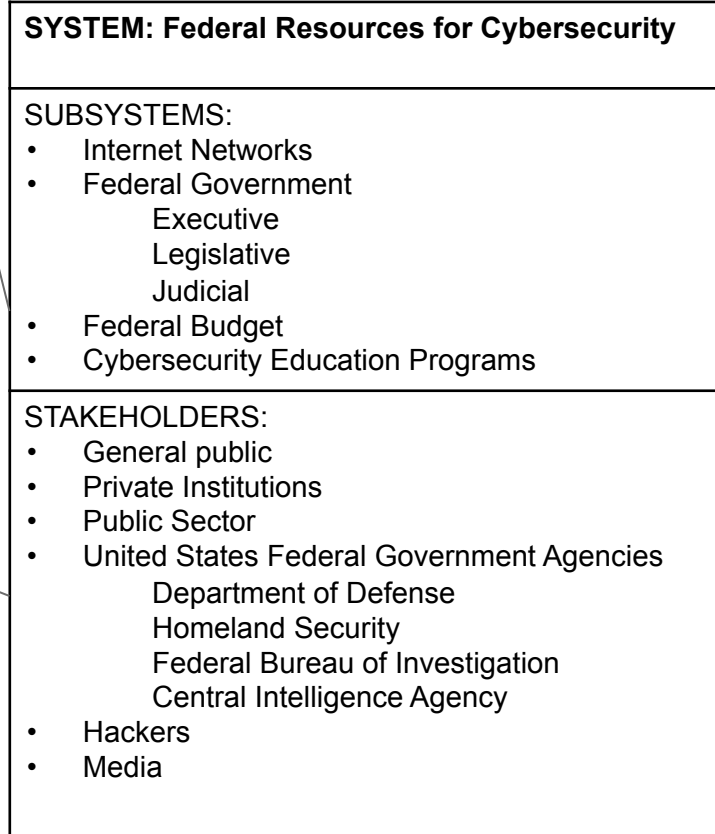 SYSTEM: Federal Resources for Cybersecurity
SUBSYSTEMS:
• Internet Networks
• Federal Government
Executive
Legislative
Judicial
• Federal Budget
• Cybersecurity Education Programs
STAKEHOLDERS:
• General public
• Private Institutions
• Public Sector
• United States Federal Government Agencies
Department of Defense
Homeland Security
Federal Bureau of Investigation
Central Intelligence Agency
• Hackers
• Media